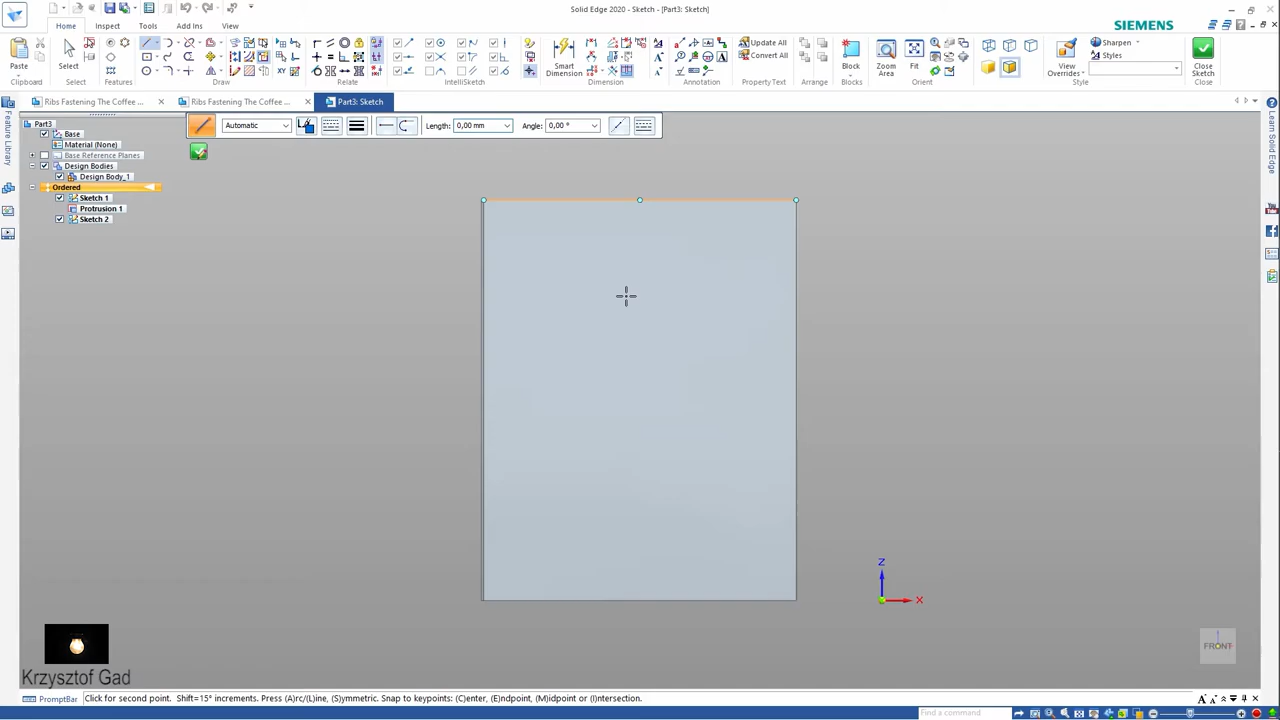 Solid Edge 2020 - Sketch - [Part3: Sketch]
Home
Inspect
Tools
Add Ins
View
SIEMENS
Paste
Select
Smart
Dimension
Update All
Convert All
Block
Zoom
Area
Fit
View
Overrides
Sharpen
Styles
Close
Sketch
Clipboard
Select
Features
Draw
Relate
IntelliSketch
Dimension
Annotation
Property Text
Arrange
Blocks
Orient
Style
Ribs Fastening The Coffee ...
Ribs Fastening The Coffee ...
Part3: Sketch
Feature Library
Learn Solid Edge
Automatic
Length:
0,00 mm
Angle:
0,00 °
Part3
Base
Material (None)
Base Reference Planes
Design Bodies
Design Body_1
Ordered
Sketch 1
Protrusion 1
Sketch 2
Z
X
FRONT
Krzysztof Gad
PromptBar
Click for second point. Shift=15° increments. Press (A)rc/(L)ine, (S)ymmetric. Snap to keypoints: (C)enter, (E)ndpoint, (M)idpoint or (I)ntersection.
Find a command